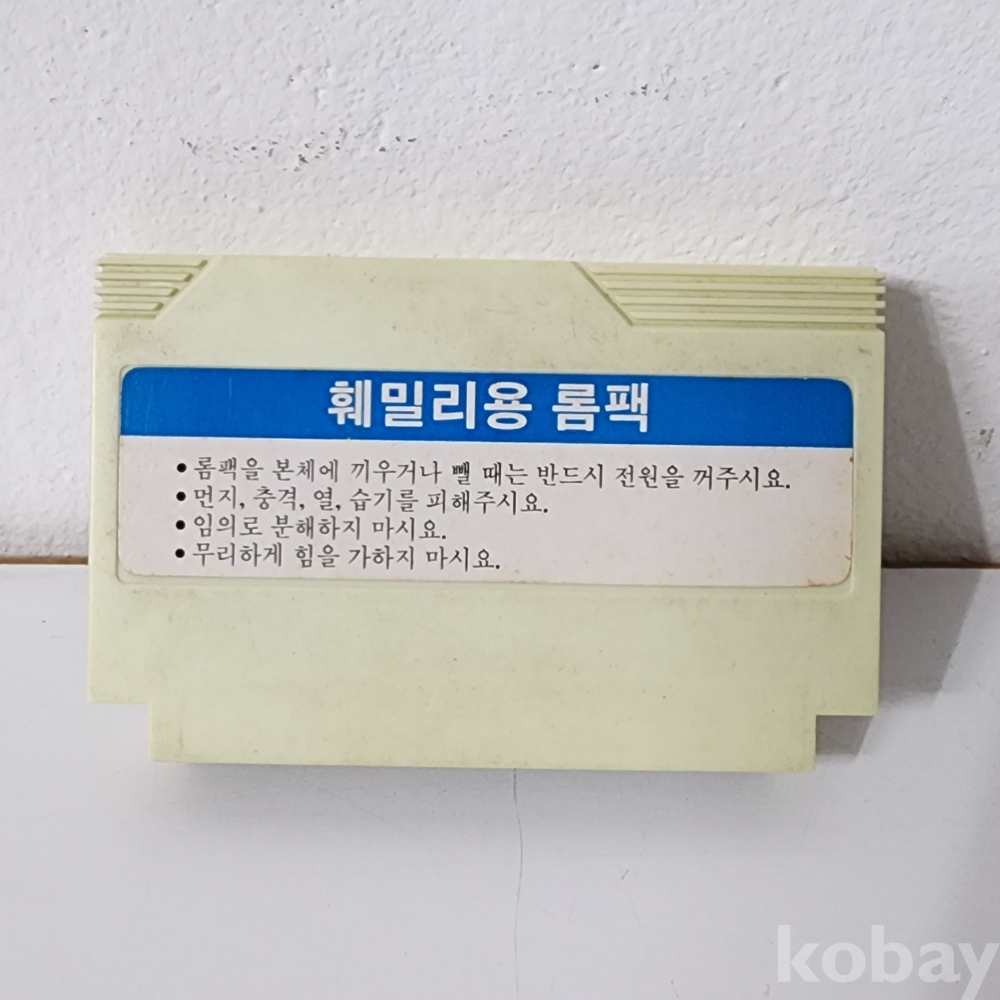 훼밀리용 롬팩
• 롬팩을 본체에 끼우거나 뺄 때는 반드시 전원을 꺼주시요.
• 먼지, 충격, 열, 습기를 피해주시요.
• 임의로 분해하지 마시요.
• 무리하게 힘을 가하지 마시요.
kobay